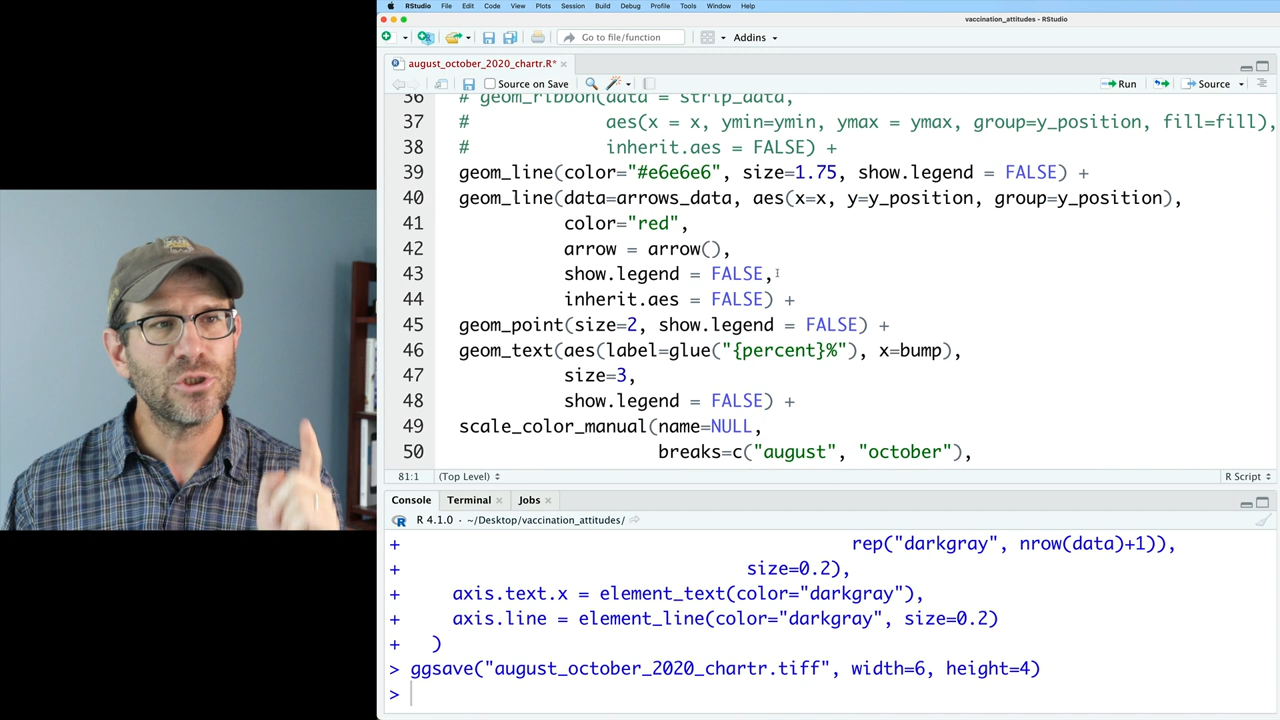 RStudio File Edit Code View Plots Session Build Debug Profile Tools Window Help
vaccination_attitudes - RStudio
Go to file/function Addins
august_october_2020_chartr.R*
Source on Save Run Source
36 # geom_ribbon(data = strip_data,
37 # aes(x = x, ymin=ymin, ymax = ymax, group=y_position, fill=fill),
38 # inherit.aes = FALSE) +
39 geom_line(color="#e6e6e6", size=1.75, show.legend = FALSE) +
40 geom_line(data=arrows_data, aes(x=x, y=y_position, group=y_position),
41 color="red",
42 arrow = arrow(),
43 show.legend = FALSE,
44 inherit.aes = FALSE) +
45 geom_point(size=2, show.legend = FALSE) +
46 geom_text(aes(label=glue("{percent}%"), x=bump),
47 size=3,
48 show.legend = FALSE) +
49 scale_color_manual(name=NULL,
50 breaks=c("august", "october"),
81:1 (Top Level) R Script
Console Terminal Jobs
R 4.1.0 · ~/Desktop/vaccination_attitudes/
+ rep("darkgray", nrow(data)+1)),
+ size=0.2),
+ axis.text.x = element_text(color="darkgray"),
+ axis.line = element_line(color="darkgray", size=0.2)
+ )
> ggsave("august_october_2020_chartr.tiff", width=6, height=4)
>